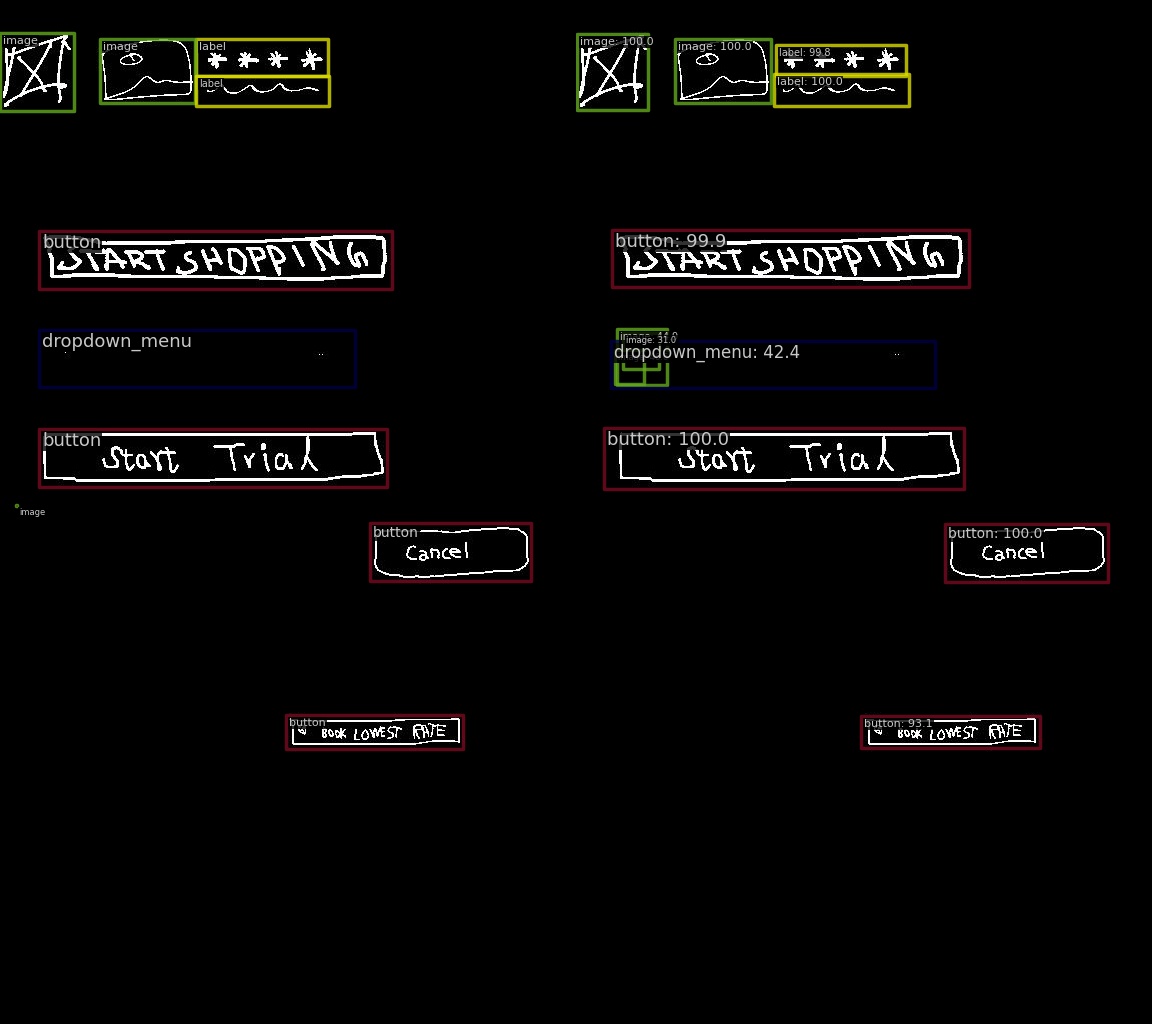 image image image: 100.0 image: 100.0
label label: 99.8
* * * * * * * *
label label: 100.0
button button: 99.9
START SHOPPING START SHOPPING
image: 31.0
dropdown_menu dropdown_menu: 42.4
button button: 100.0
Start Trial Start Trial
image
button button: 100.0
Cancel Cancel
button button: 93.1
BOOK LOWEST RATE BOOK LOWEST RATE